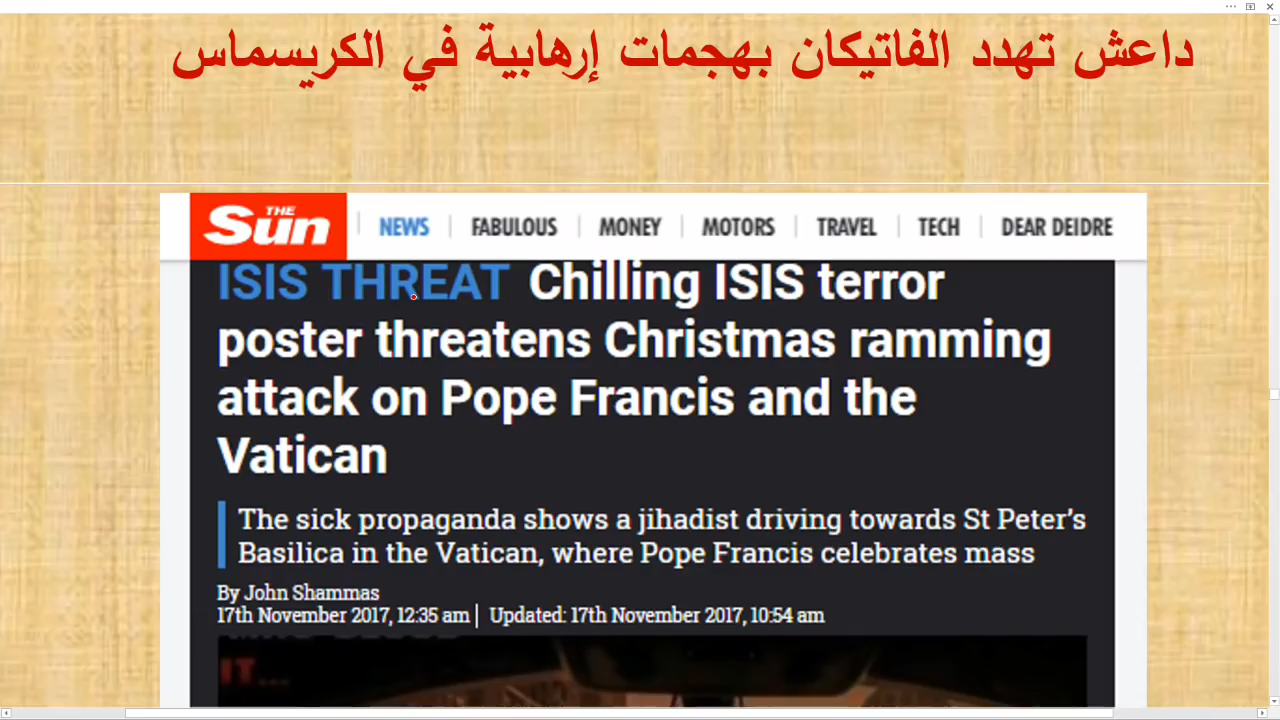 داعش تهدد الفاتيكان بهجمات إرهابية في الكريسماس
THE Sun
NEWS FABULOUS MONEY MOTORS TRAVEL TECH DEAR DEIDRE
ISIS THREAT Chilling ISIS terror
poster threatens Christmas ramming
attack on Pope Francis and the
Vatican
The sick propaganda shows a jihadist driving towards St Peter's
Basilica in the Vatican, where Pope Francis celebrates mass
By John Shammas
17th November 2017, 12:35 am | Updated: 17th November 2017, 10:54 am
IT...